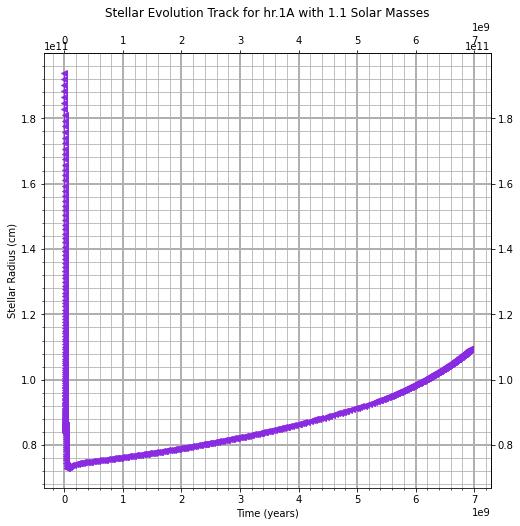 Stellar Evolution Track for hr.1A with 1.1 Solar Masses
1e9
0 1 2 3 4 5 6 7
1e11 1e11
1.8 1.8
1.6 1.6
1.4 1.4
1.2 1.2
1.0 1.0
0.8 0.8
Stellar Radius (cm)
0 1 2 3 4 5 6 7
Time (years)
1e9